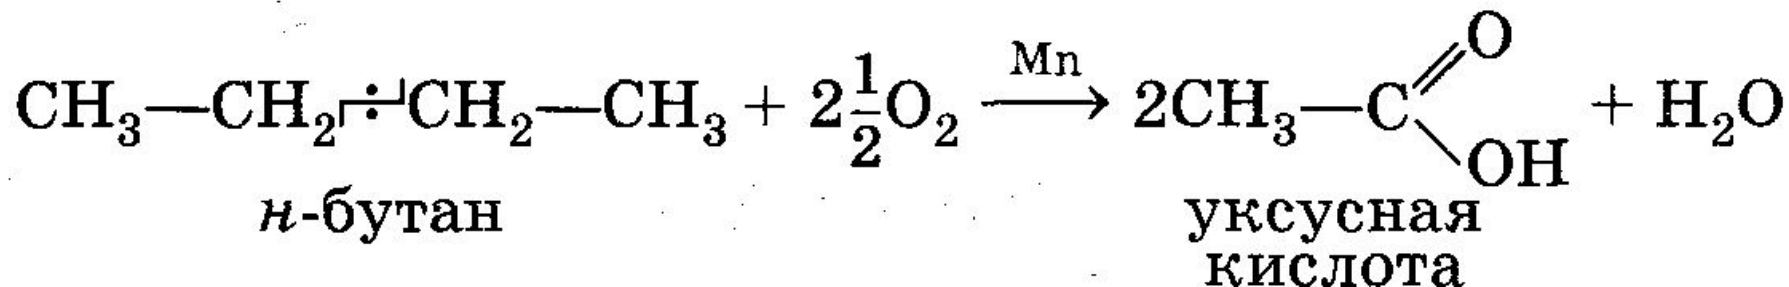 CH₃—CH₂:CH₂—CH₃ + 2½O₂ —Mn→ 2CH₃—C(=O)OH + H₂O
н-бутан
уксусная
кислота